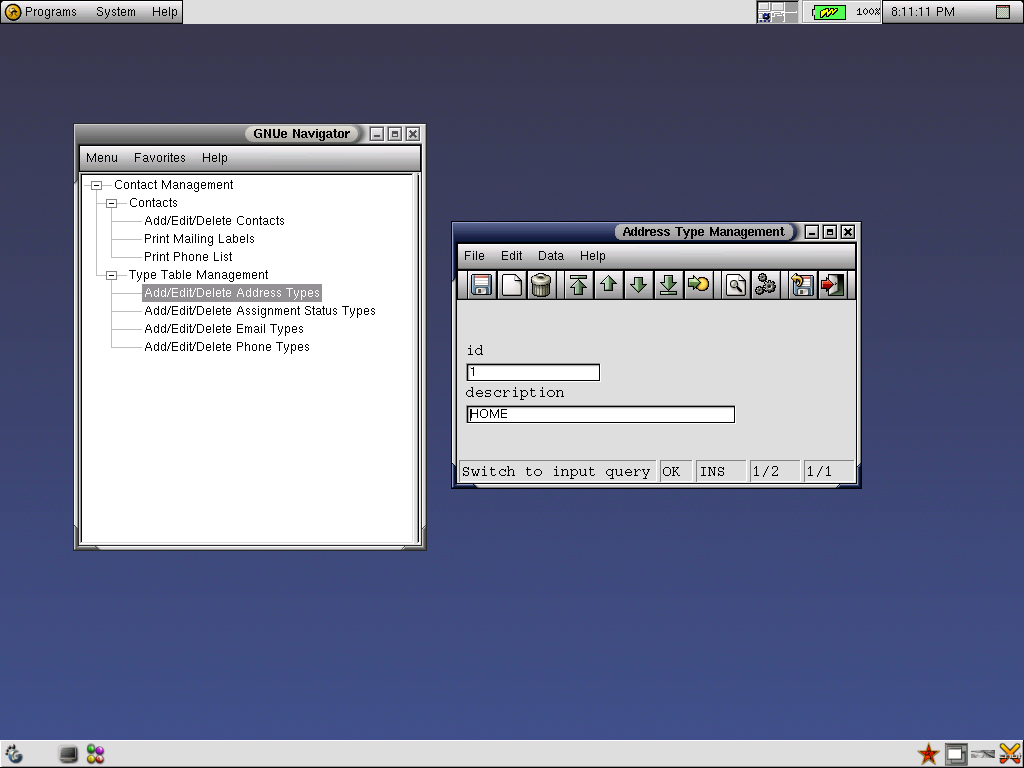 Programs System Help
100%
8:11:11 PM
GNUe Navigator
Menu Favorites Help
Contact Management
Contacts
Add/Edit/Delete Contacts
Print Mailing Labels
Print Phone List
Type Table Management
Add/Edit/Delete Address Types
Add/Edit/Delete Assignment Status Types
Add/Edit/Delete Email Types
Add/Edit/Delete Phone Types
Address Type Management
File Edit Data Help
id
1
description
HOME
Switch to input query OK INS 1/2 1/1